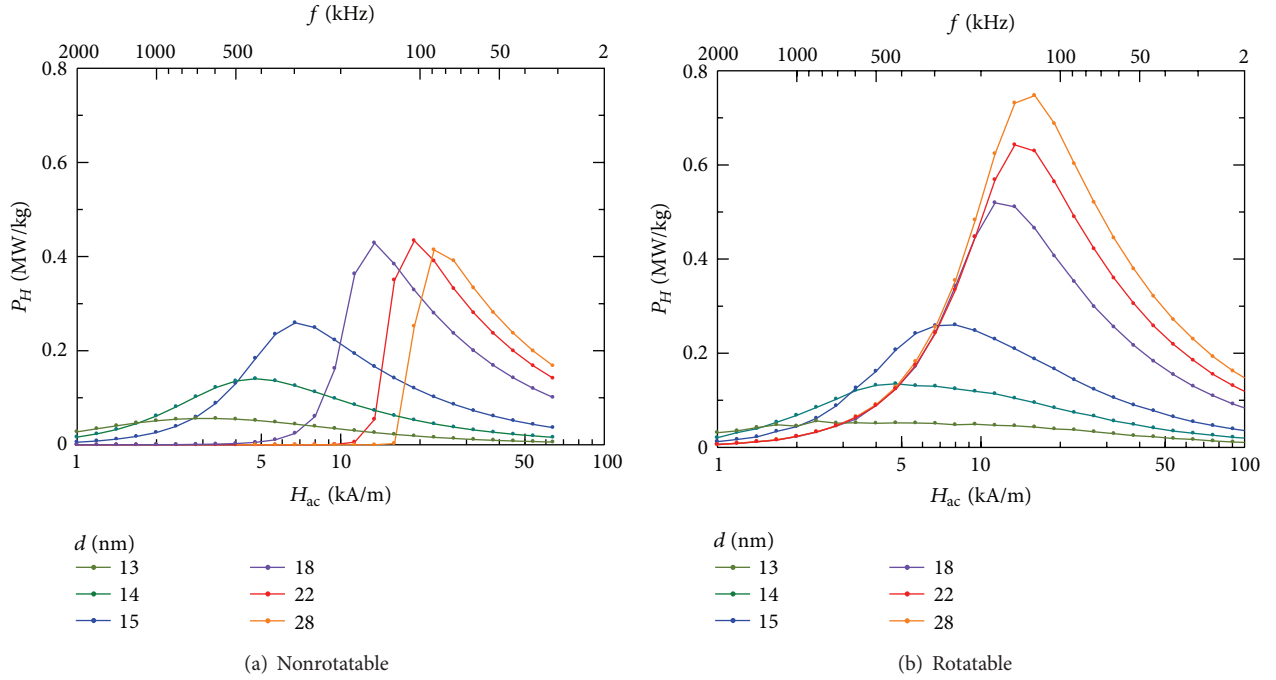 f (kHz)
2000 1000 500 100 50 2
0.8
0.6
0.4
0.2
0
P_H (MW/kg)
1 5 10 50 100
H_ac (kA/m)
d (nm)
13 18
14 22
15 28
(a) Nonrotatable
f (kHz)
2000 1000 500 100 50 2
0.8
0.6
0.4
0.2
0
P_H (MW/kg)
1 5 10 50 100
H_ac (kA/m)
d (nm)
13 18
14 22
15 28
(b) Rotatable